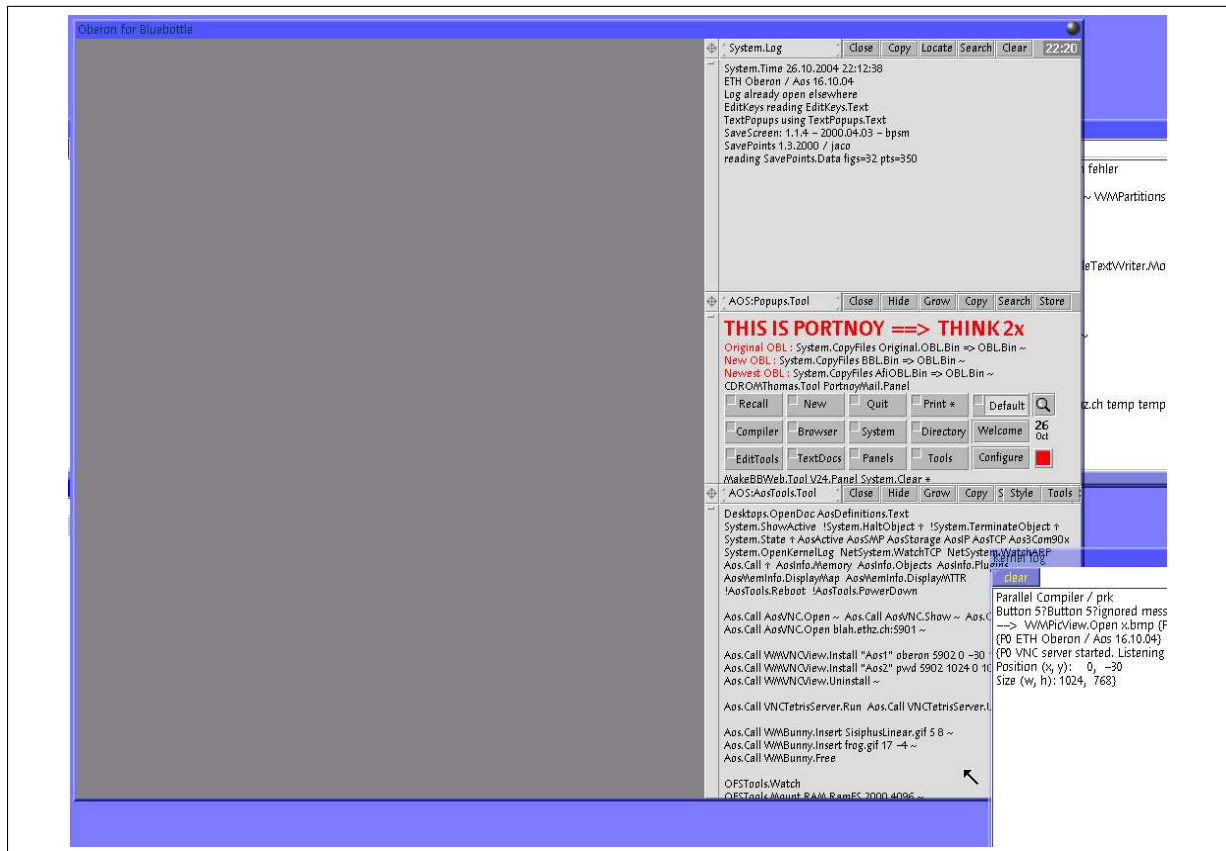 Oberon for Bluebottle
System.Log Close Copy Locate Search Clear 22:20
System.Time 26.10.2004 22:12:38
ETH Oberon / Aos 16.10.04
Log already open elsewhere
EditKeys reading EditKeys.Text
TextPopups using TextPopups.Text
SaveScreen: 1.1.4 – 2000.04.03 – bpsm
SavePoints 1.3.2000 / jaco
reading SavePoints.Data figs=32 pts=350
AOS:Popups.Tool Close Hide Grow Copy Search Store
THIS IS PORTNOY ==> THINK 2x
Original OBL : System.CopyFiles Original.OBL.Bin => OBL.Bin ~
New OBL : System.CopyFiles BBL.Bin => OBL.Bin ~
Newest OBL : System.CopyFiles AfiOBL.Bin => OBL.Bin ~
CDROMThomas.Tool PortnoyMail.Panel
Recall New Quit Print * Default
Compiler Browser System Directory Welcome 26 Oct
EditTools TextDocs Panels Tools Configure
MakeBBWeb.Tool V24.Panel System.Clear *
AOS:AosTools.Tool Close Hide Grow Copy S Style Tools
Desktops.OpenDoc AosDefinitions.Text
System.ShowActive !System.HaltObject ↑ !System.TerminateObject ↑
System.State ↑ AosActive AosSMP AosStorage AosIP AosTCP Aos3Com90x
System.OpenKernelLog NetSystem.WatchTCP NetSystem.WatchARP
Aos.Call ↑ AosInfo.Memory AosInfo.Objects AosInfo.Plugins
AosMemInfo.DisplayMap AosMemInfo.DisplayMTTR
!AosTools.Reboot !AosTools.PowerDown
Aos.Call AosVNC.Open ~ Aos.Call AosVNC.Show ~ Aos.C
Aos.Call AosVNC.Open blah.ethz.ch:5901 ~
Aos.Call WMVNCView.Install "Aos1" oberon 5902 0 –30
Aos.Call WMVNCView.Install "Aos2" pwd 5902 1024 0 10
Aos.Call WMVNCView.Uninstall ~
Aos.Call VNCTetrisServer.Run Aos.Call VNCTetrisServer.U
Aos.Call WMBunny.Insert SisiphusLinear.gif 5 8 ~
Aos.Call WMBunny.Insert frog.gif 17 –4 ~
Aos.Call WMBunny.Free
OFSTools.Watch
OFSTools.Mount RAM RamFS 2000 4096 ~
fehler
~ WMPartitions
leTextWriter.Mo
~
z.ch temp temp
Kernel log
clear
Parallel Compiler / prk
Button 5?Button 5?ignored mess
––> WMPicView.Open x.bmp {F
{P0 ETH Oberon / Aos 16.10.04}
{P0 VNC server started. Listening
Position (x, y): 0, –30
Size (w, h): 1024, 768}